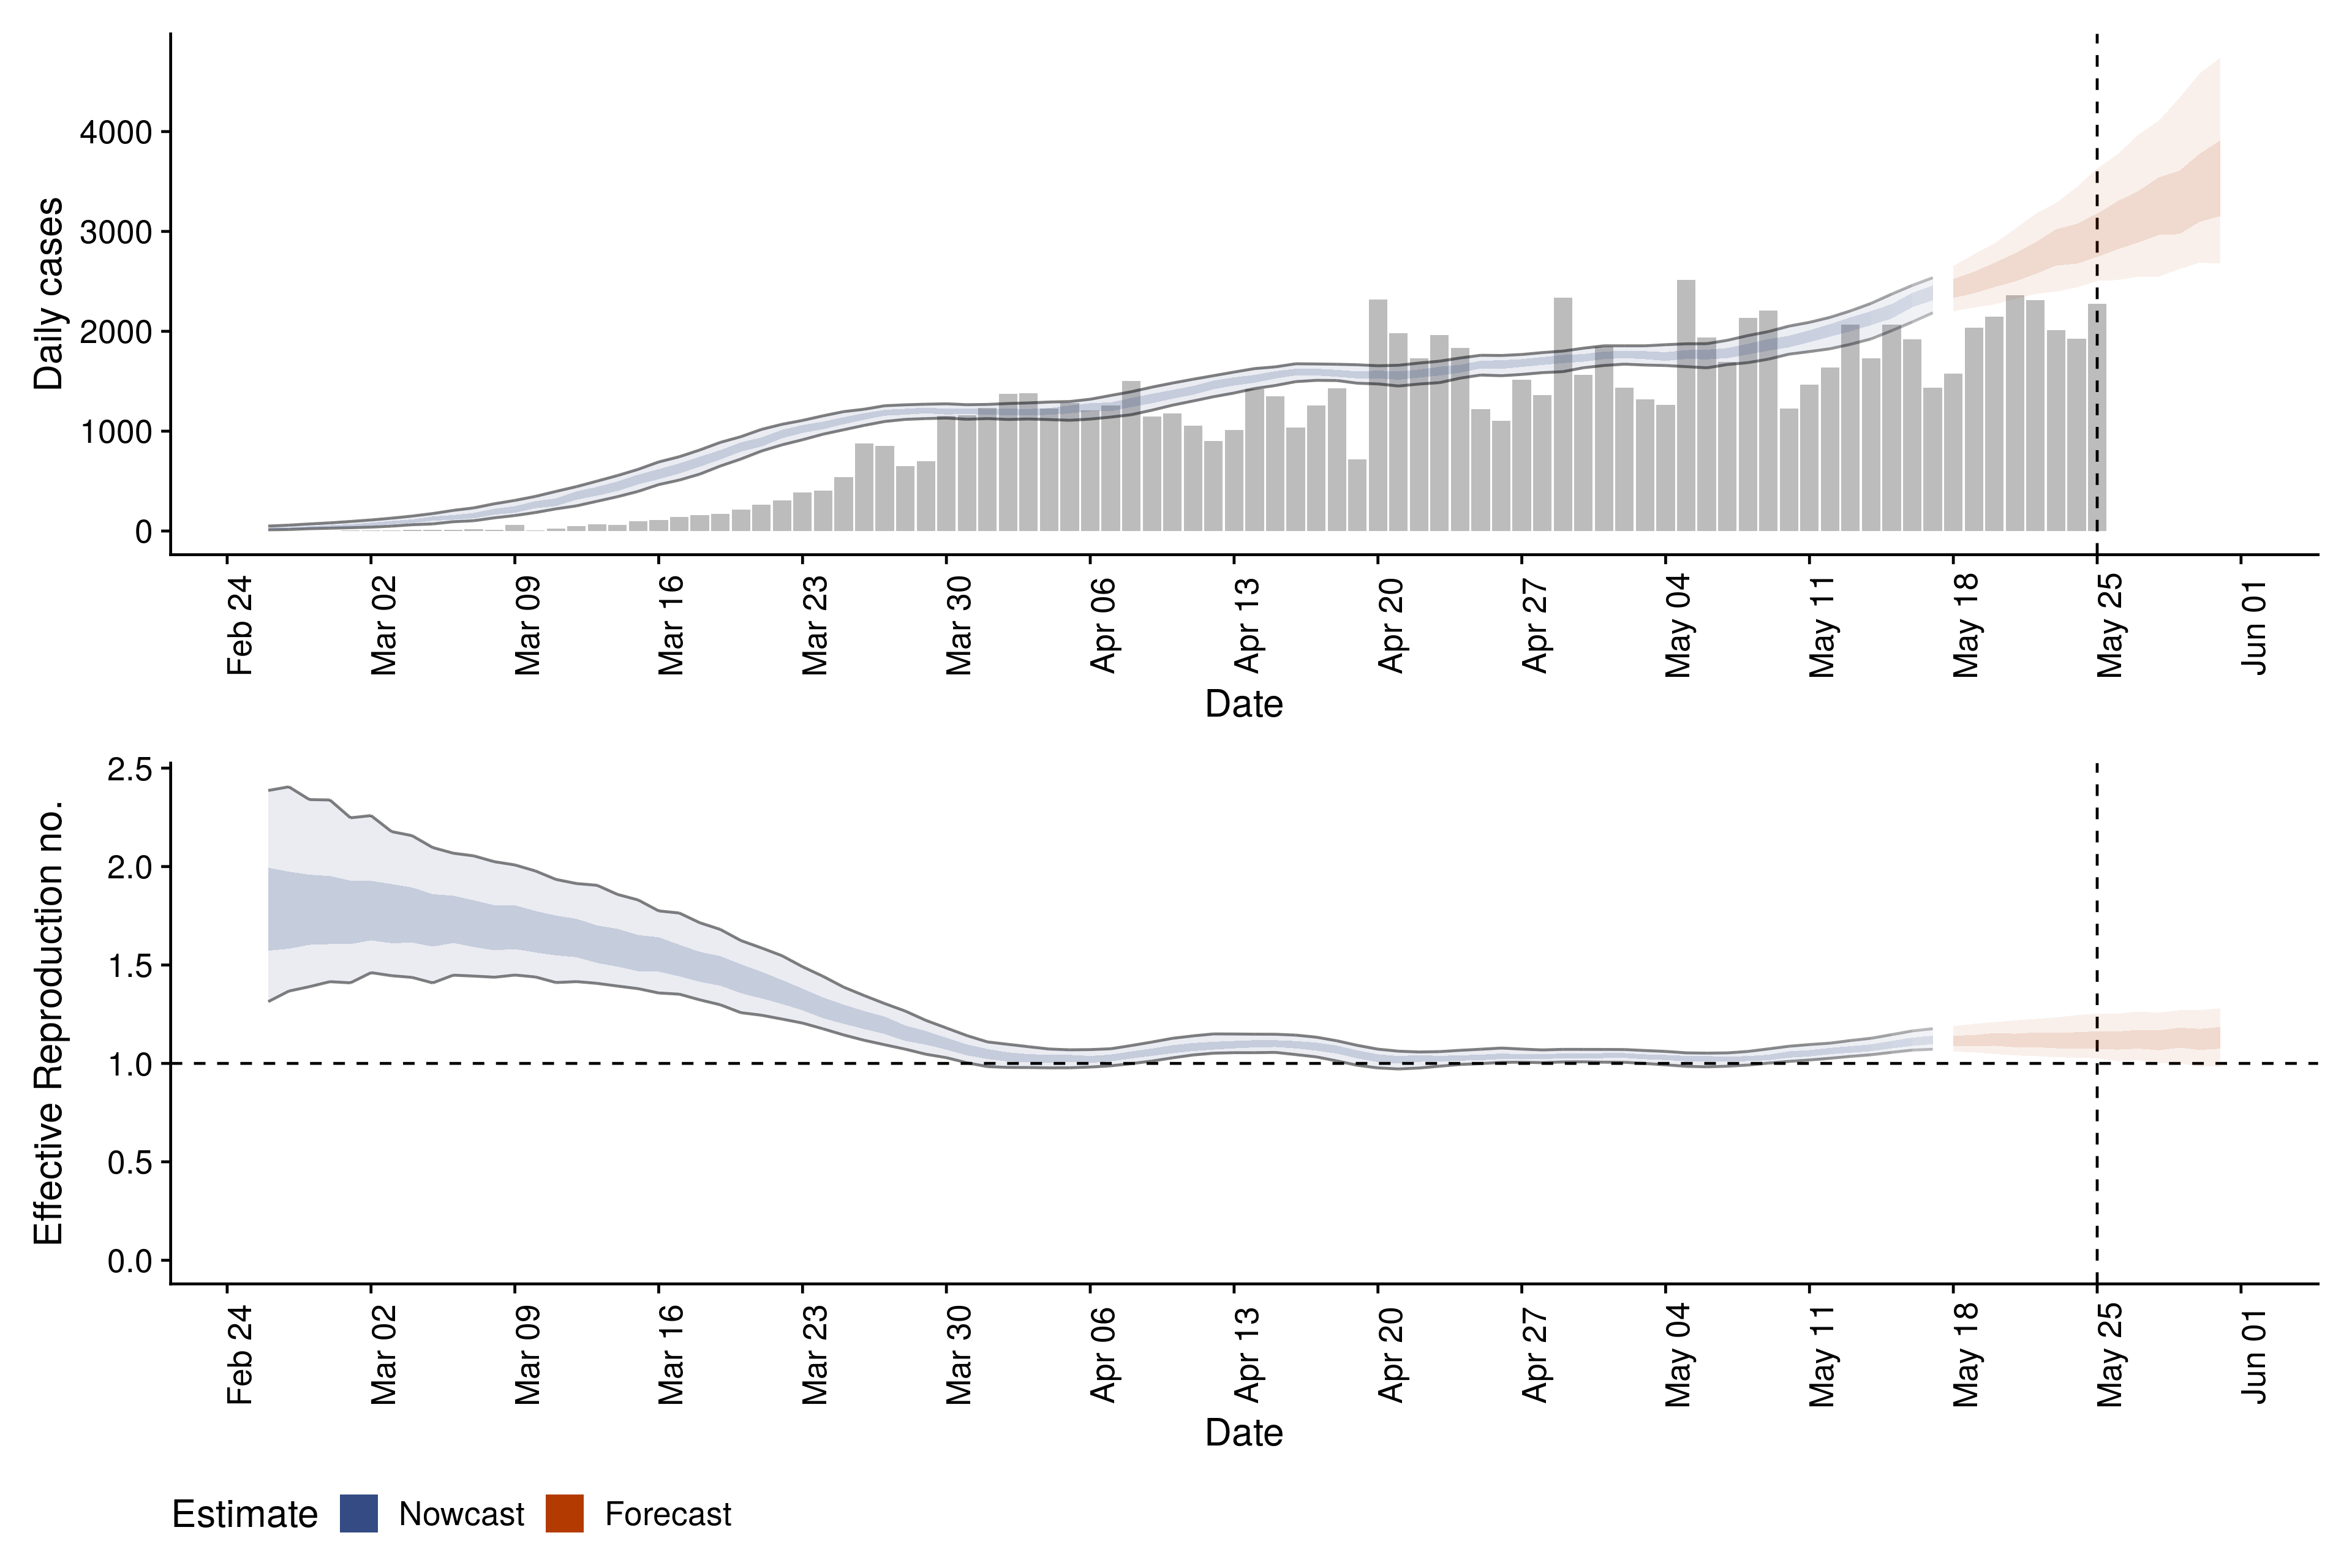 Daily cases
4000
3000
2000
1000
0
Feb 24
Mar 02
Mar 09
Mar 16
Mar 23
Mar 30
Apr 06
Apr 13
Apr 20
Apr 27
May 04
May 11
May 18
May 25
Jun 01
Date
Effective Reproduction no.
2.5
2.0
1.5
1.0
0.5
0.0
Feb 24
Mar 02
Mar 09
Mar 16
Mar 23
Mar 30
Apr 06
Apr 13
Apr 20
Apr 27
May 04
May 11
May 18
May 25
Jun 01
Date
Estimate Nowcast Forecast